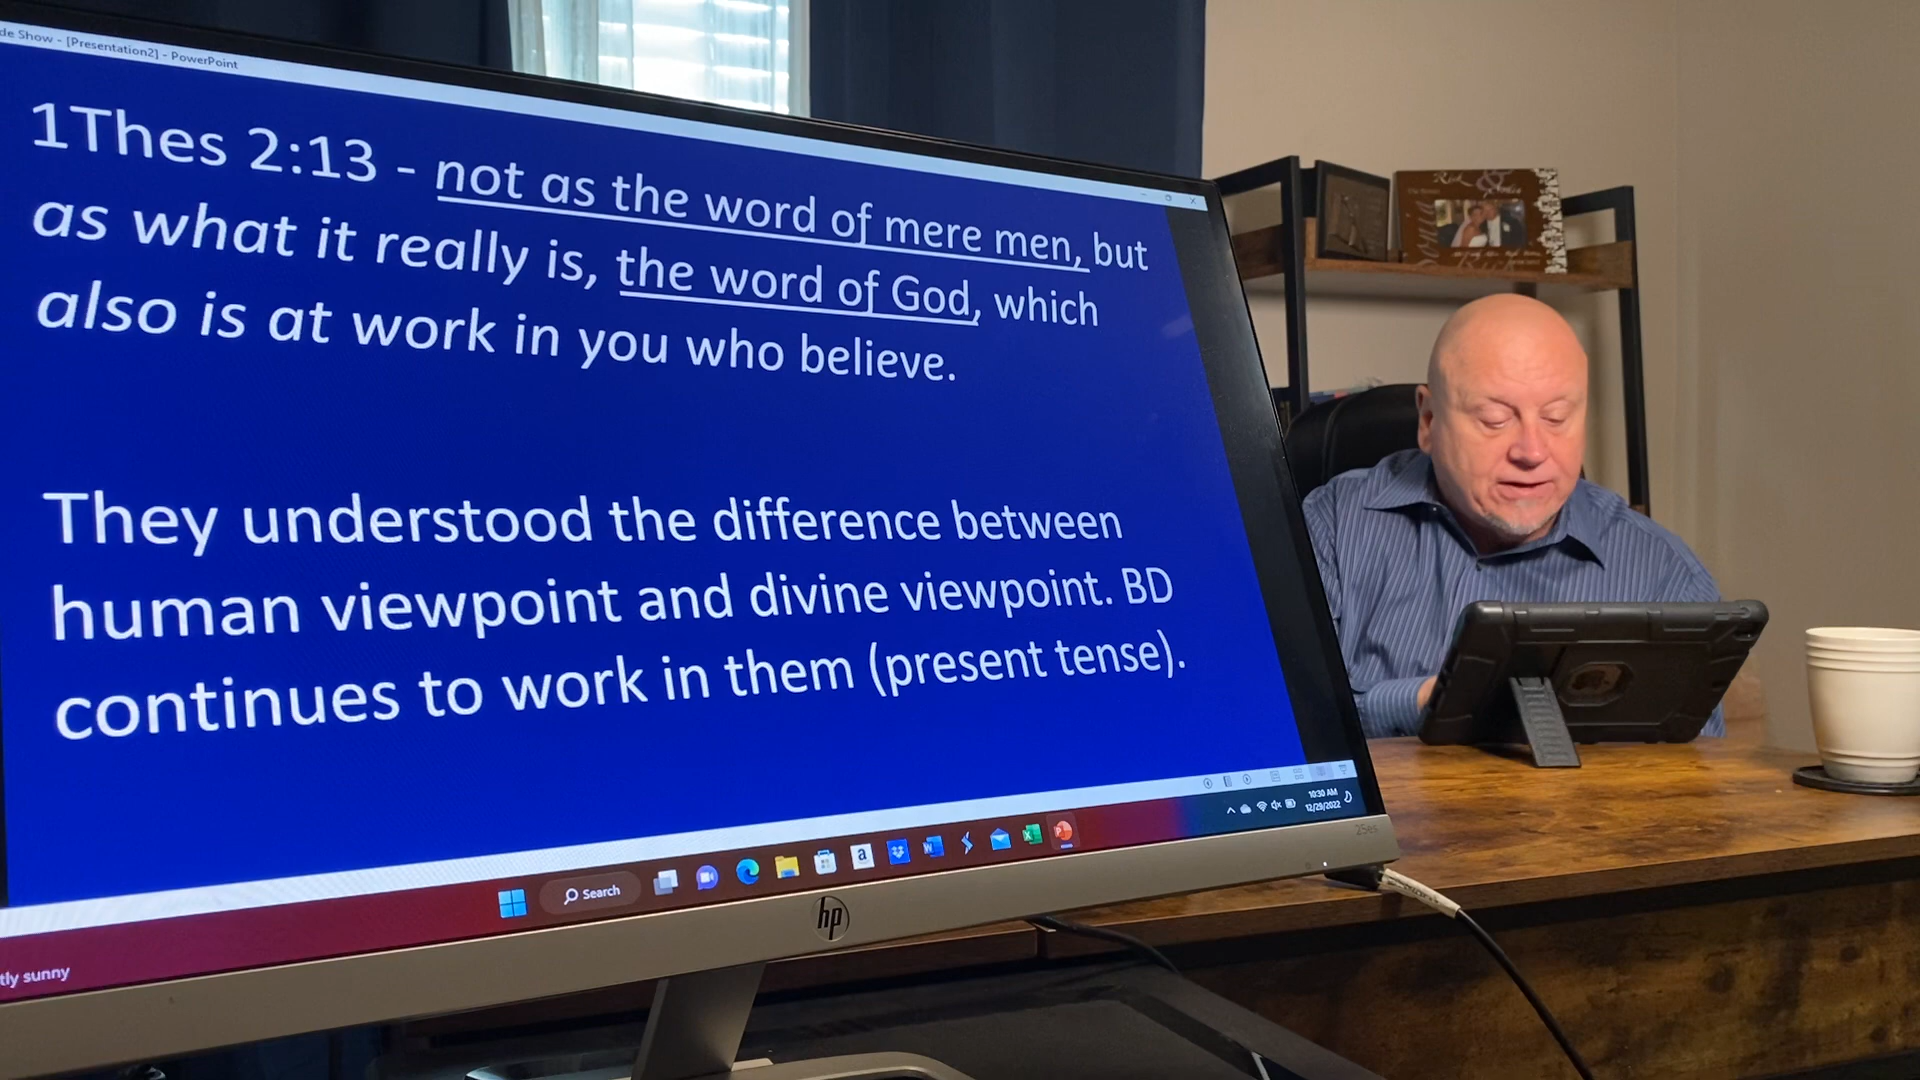 de Show - [Presentation2] - PowerPoint
1Thes 2:13 - not as the word of mere men, but
as what it really is, the word of God, which
also is at work in you who believe.
They understood the difference between
human viewpoint and divine viewpoint. BD
continues to work in them (present tense).
10:30 AM
12/29/2022
Search
hp
25es
tly sunny